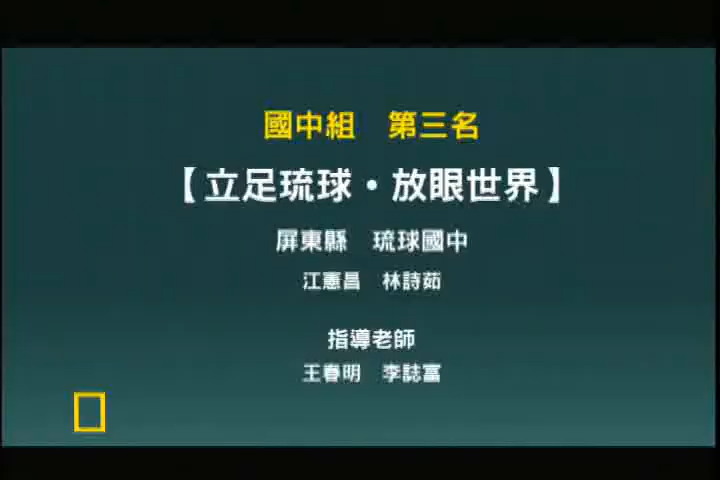 國中組 第三名
【立足琉球・放眼世界】
屏東縣 琉球國中
江憲昌 林詩茹
指導老師
王春明 李誌富